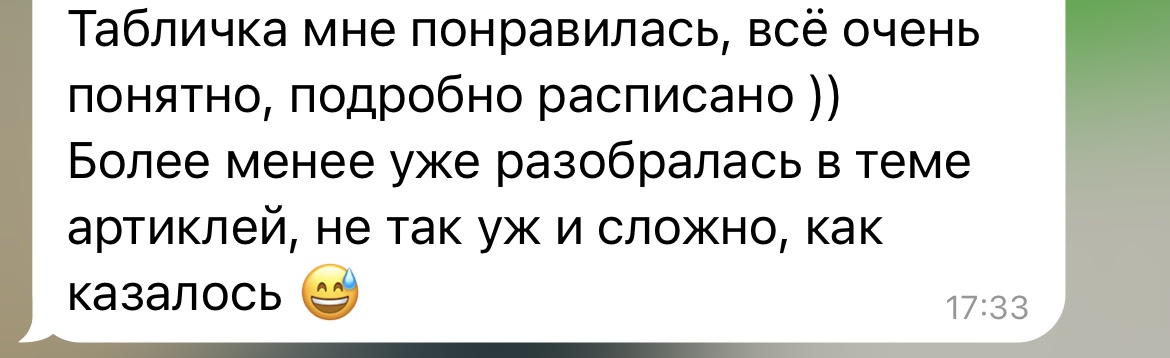 Табличка мне понравилась, всё очень
понятно, подробно расписано ))
Более менее уже разобралась в теме
артиклей, не так уж и сложно, как
казалось 😅
17:33